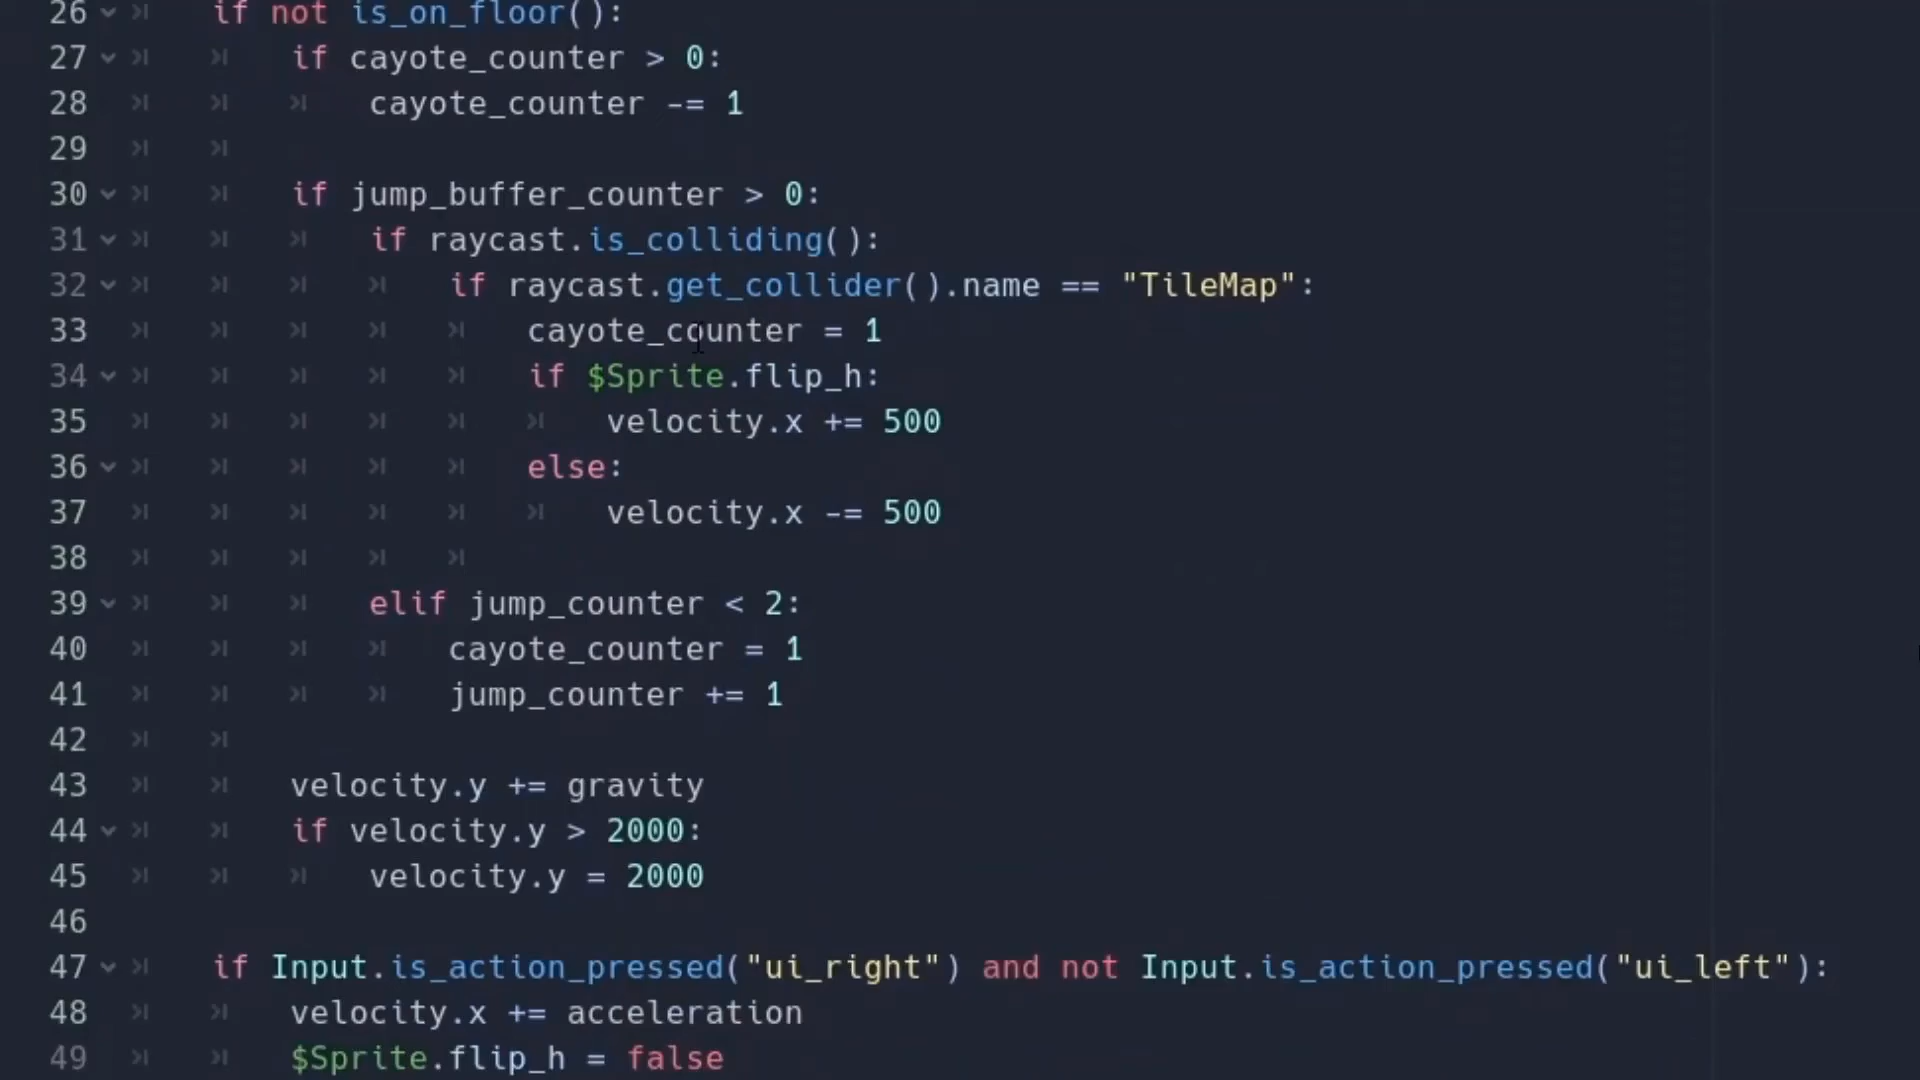 26 if not is_on_floor():
27 if cayote_counter > 0:
28 cayote_counter -= 1
29
30 if jump_buffer_counter > 0:
31 if raycast.is_colliding():
32 if raycast.get_collider().name == "TileMap":
33 cayote_counter = 1
34 if $Sprite.flip_h:
35 velocity.x += 500
36 else:
37 velocity.x -= 500
38
39 elif jump_counter < 2:
40 cayote_counter = 1
41 jump_counter += 1
42
43 velocity.y += gravity
44 if velocity.y > 2000:
45 velocity.y = 2000
46
47 if Input.is_action_pressed("ui_right") and not Input.is_action_pressed("ui_left"):
48 velocity.x += acceleration
49 $Sprite.flip_h = false